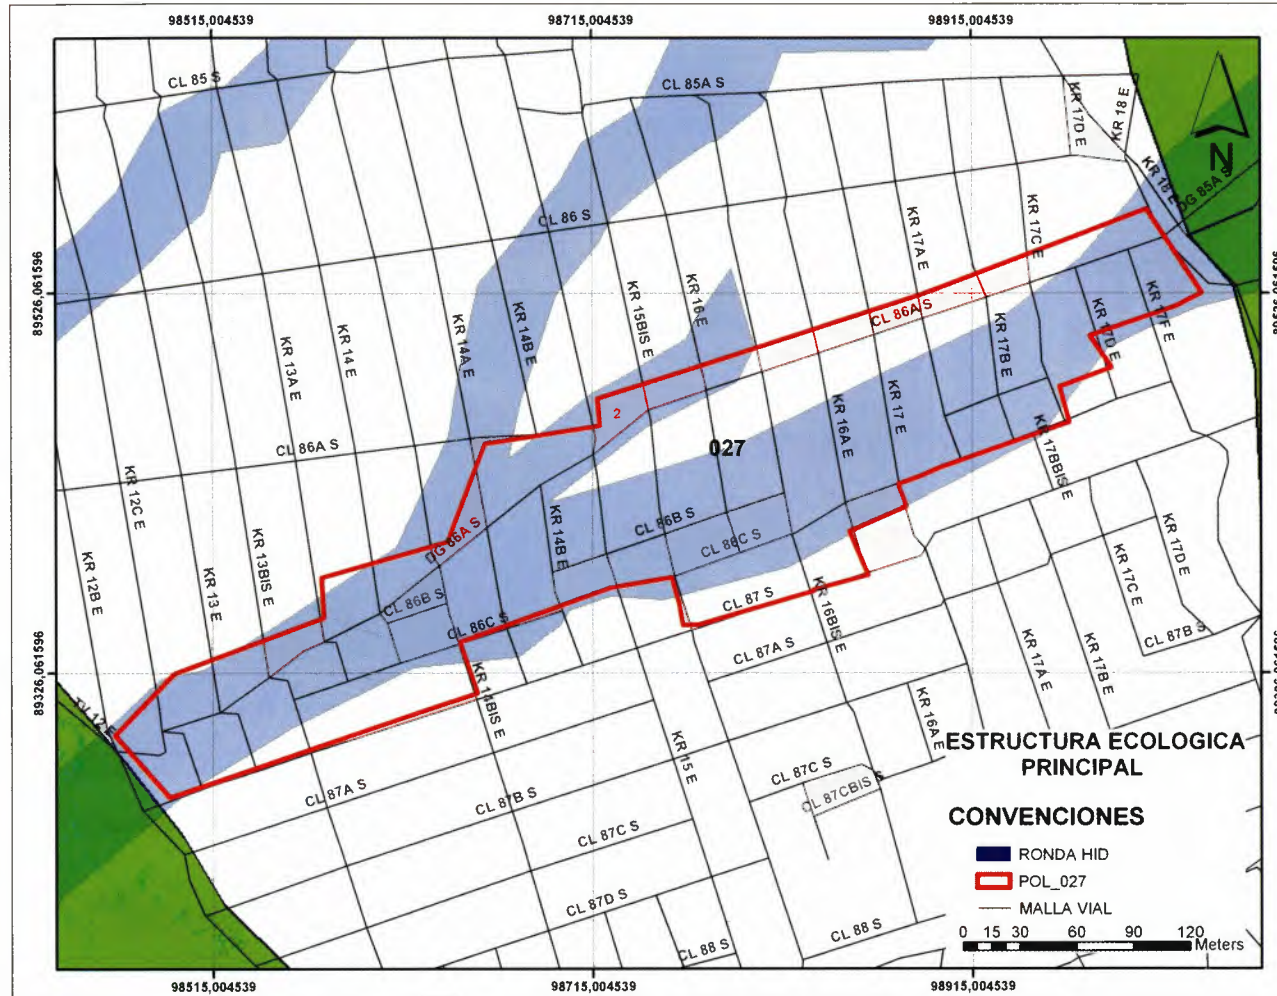 98515,004539
98715,004539
98915,004539
CL 85 S
CL 85A S
KR 17D E
KR 18 E
N
KR 18 E
DG 85A S
CL 86 S
KR 17A E
KR 17C E
89526,061596
89526,061596
KR 13A E
KR 14 E
KR 14A E
KR 14B E
KR 15BIS E
KR 16 E
CL 86A S
KR 17B E
KR 17D E
KR 17F E
2
CL 86A S
027
KR 16A E
KR 17 E
KR 12C E
KR 12B E
KR 13 E
KR 13BIS E
DG 86A S
KR 14B E
CL 86B S
CL 86C S
KR 17BBIS E
KR 17C E
KR 17D E
CL 86B S
CL 86C S
CL 87 S
KR 16BIS E
CL 87A S
CL 87B S
KR 17A E
KR 17B E
89326,061596
TV 12 E
KR 14BIS E
KR 15 E
KR 16A E
CL 87A S
CL 87B S
CL 87C S
CL 87C S
CL 87CBIS S
CL 87D S
CL 88 S
CL 88 S
ESTRUCTURA ECOLOGICA
PRINCIPAL
CONVENCIONES
RONDA HID
POL_027
MALLA VIAL
0 15 30 60 90 120
Meters
98515,004539
98715,004539
98915,004539